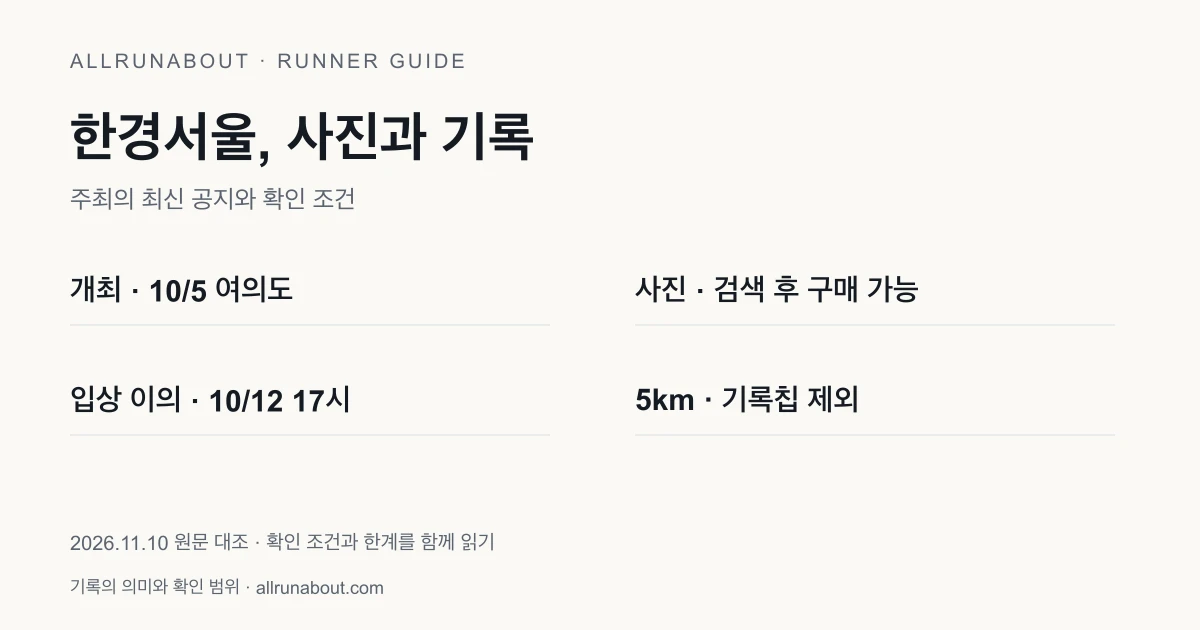 ALLRUNABOUT · RUNNER GUIDE
한경서울, 사진과 기록
주최의 최신 공지와 확인 조건
개최 · 10/5 여의도
사진 · 검색 후 구매 가능
입상 이의 · 10/12 17시
5km · 기록칩 제외
2026.11.10 원문 대조 · 확인 조건과 한계를 함께 읽기
기록의 의미와 확인 범위 · allrunabout.com